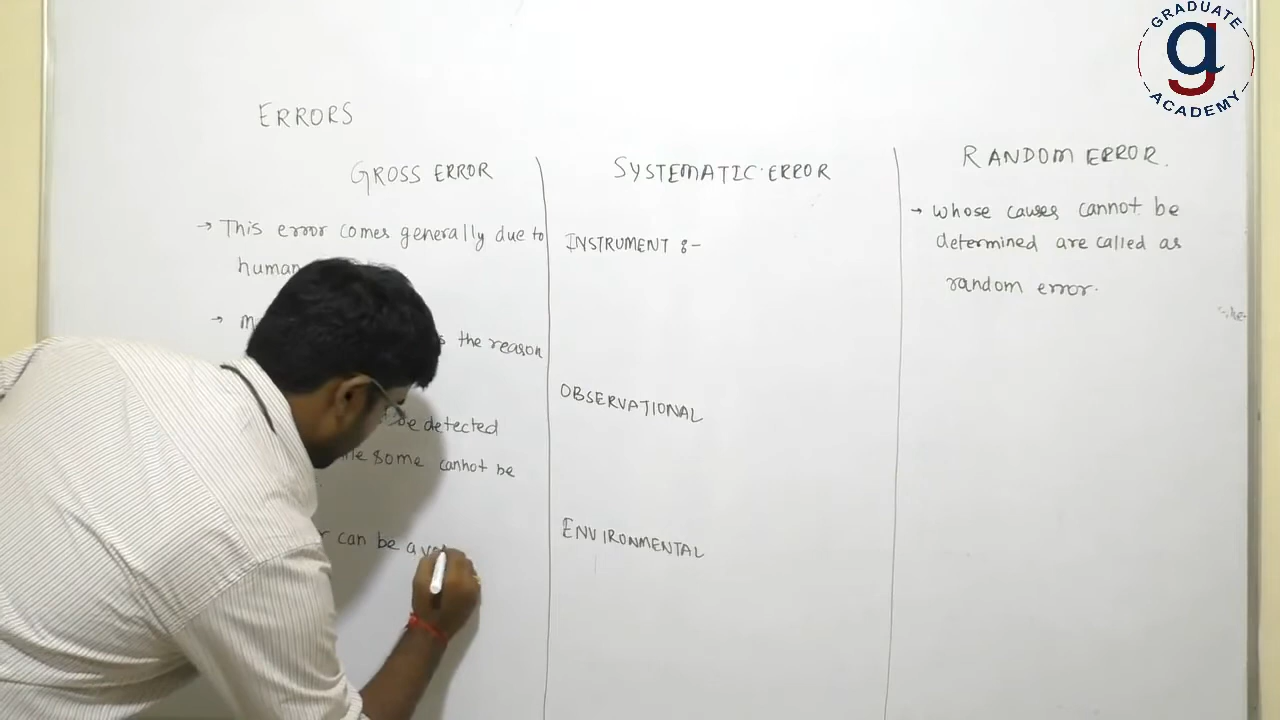 GRADUATE
ACADEMY
ERRORS
GROSS ERROR
→ This error comes generally due to
human
→
the reason
be detected
some cannot be
can be
SYSTEMATIC ERROR
INSTRUMENT :-
OBSERVATIONAL
ENVIRONMENTAL
RANDOM ERROR.
→ whose causes cannot be
determined are called as
random error.